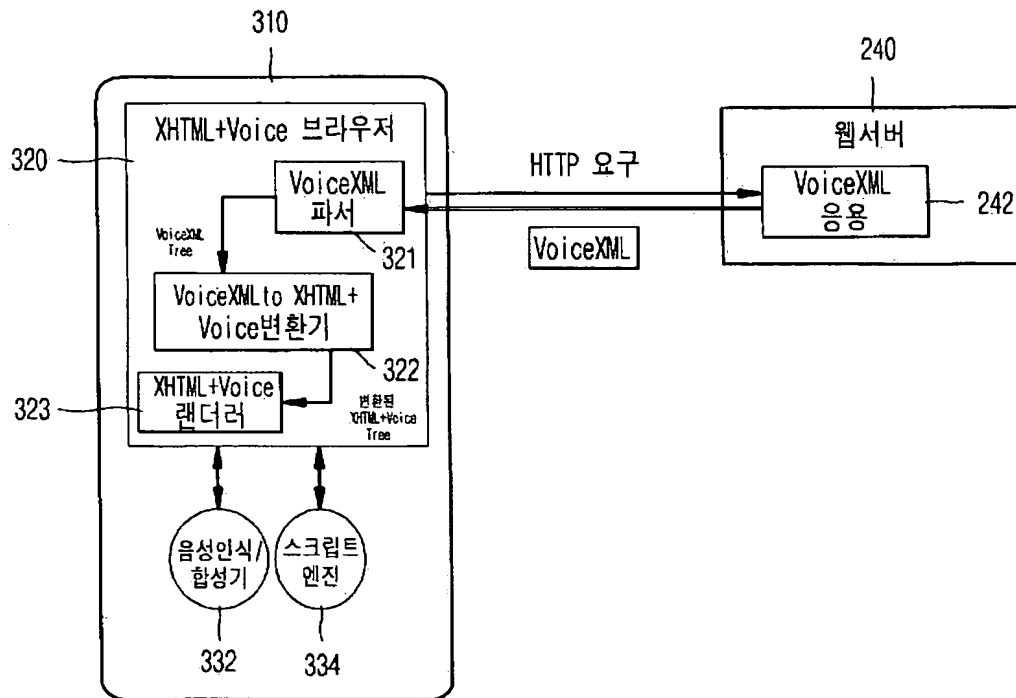 310
XHTML+Voice 브라우저
320
VoiceXML
파서
321
VoiceXML
Tree
VoiceXMLto XHTML+
Voice변환기
322
XHTML+Voice
랜더러
323
변환된
XHTML+Voice
Tree
음성인식/
합성기
332
스크립트
엔진
334
HTTP 요구
VoiceXML
240
웹서버
VoiceXML
응용
242